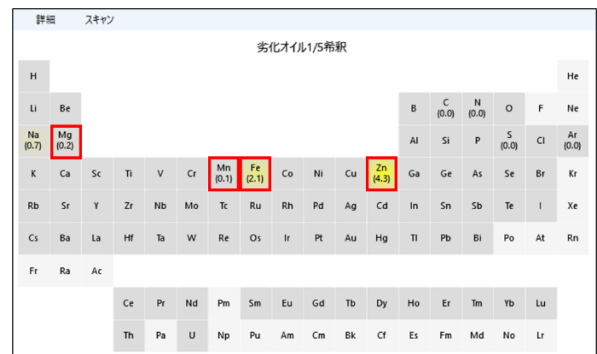 詳細 スキャン
劣化オイル1/5希釈
H He
Li Be B C N O F Ne
(0.0) (0.0)
Na Mg Al Si P S Cl Ar
(0.7) (0.2) (0.0) (0.0)
K Ca Sc Ti V Cr Mn Fe Co Ni Cu Zn Ga Ge As Se Br Kr
(0.1) (2.1) (4.3)
Rb Sr Y Zr Nb Mo Tc Ru Rh Pd Ag Cd In Sn Sb Te I Xe
Cs Ba La Hf Ta W Re Os Ir Pt Au Hg Tl Pb Bi Po At Rn
Fr Ra Ac
Ce Pr Nd Pm Sm Eu Gd Tb Dy Ho Er Tm Yb Lu
Th Pa U Np Pu Am Cm Bk Cf Es Fm Md No Lr